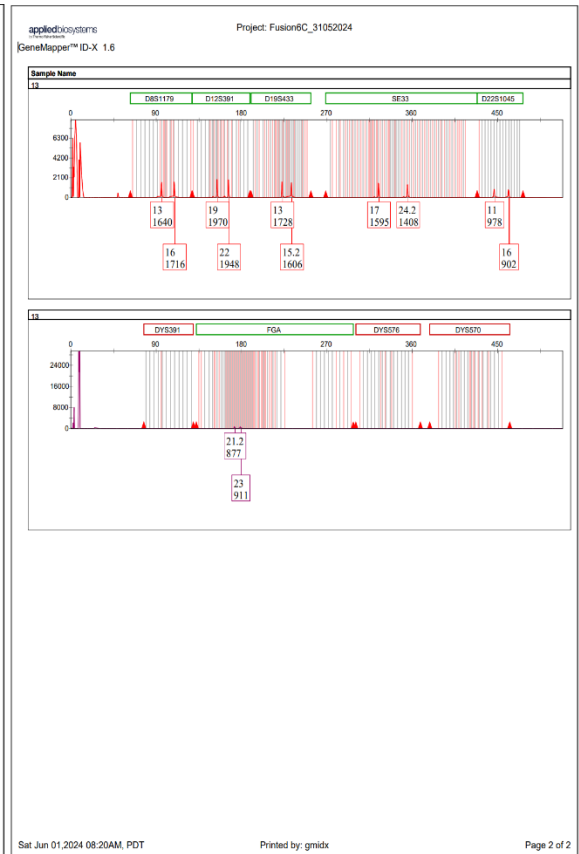 appliedbiosystems
Project: Fusion6C_31052024
GeneMapper™ ID-X 1.6
Sample Name
13
D8S1179 D12S391 D19S433 SE33 D22S1045
0 90 180 270 360 450
6300
4200
2100
0
13 19 13 17 24.2 11
1640 1970 1728 1595 1408 978
16 22 15.2 16
1716 1948 1606 902
13
DYS391 FGA DYS576 DYS570
0 90 180 270 360 450
24000
16000
8000
0
21.2
877
23
911
Sat Jun 01,2024 08:20AM, PDT Printed by: gmidx Page 2 of 2